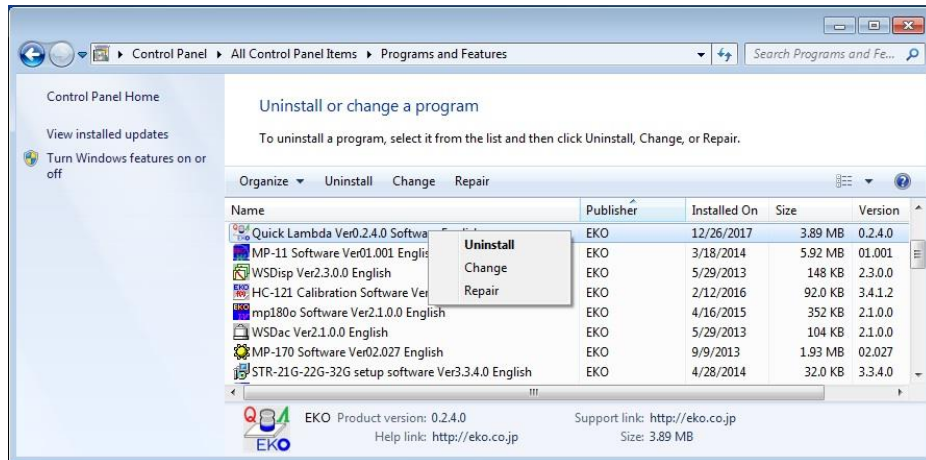 Control Panel ▸ All Control Panel Items ▸ Programs and Features
Search Programs and Fe...
Control Panel Home
View installed updates
Turn Windows features on or
off
Uninstall or change a program
To uninstall a program, select it from the list and then click Uninstall, Change, or Repair.
Organize Uninstall Change Repair
Name Publisher Installed On Size Version
Quick Lambda Ver0.2.4.0 EKO 12/26/2017 3.89 MB 0.2.4.0
MP-11 Software Ver01.001 EKO 3/18/2014 5.92 MB 01.001
WSDisp Ver2.3.0.0 English EKO 5/29/2013 148 KB 2.3.0.0
HC-121 Calibration Software EKO 2/12/2016 92.0 KB 3.4.1.2
mp180o Software Ver2.1.0.0 English EKO 4/16/2015 352 KB 2.1.0.0
WSDac Ver2.1.0.0 English EKO 5/29/2013 104 KB 2.1.0.0
MP-170 Software Ver02.027 English EKO 9/9/2013 1.93 MB 02.027
STR-21G-22G-32G setup software Ver3.3.4.0 English EKO 4/28/2014 32.0 KB 3.3.4.0
Uninstall
Change
Repair
EKO Product version: 0.2.4.0 Support link: http://eko.co.jp
Help link: http://eko.co.jp Size: 3.89 MB
EKO